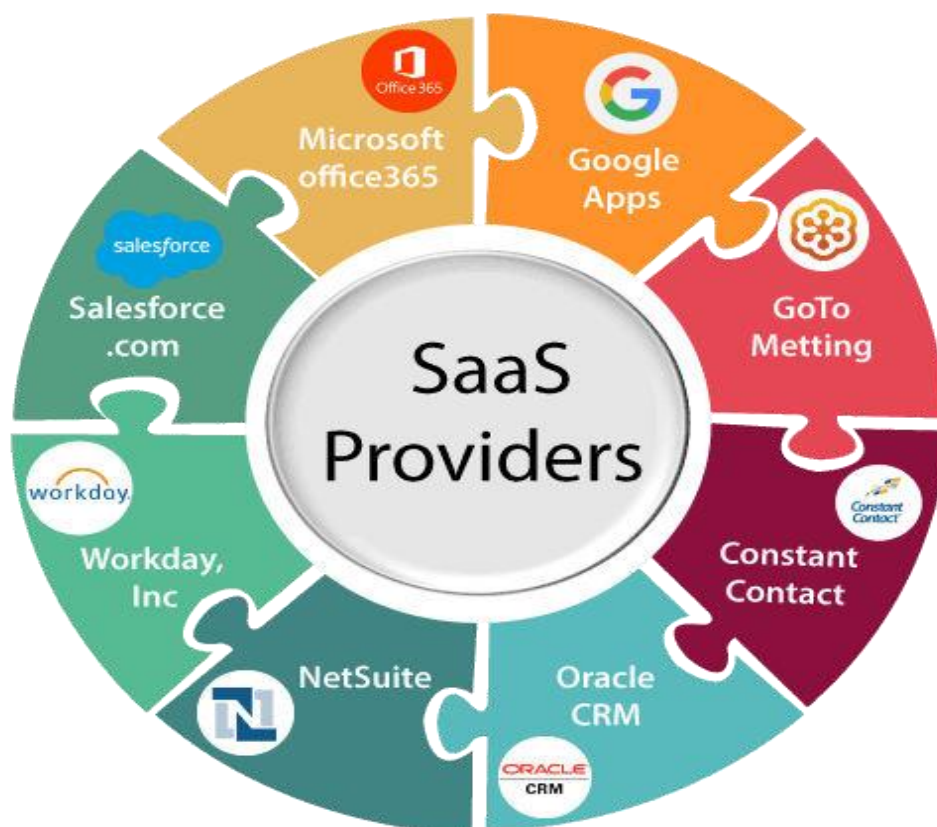 Office 365
Microsoft
office365
Google
Apps
salesforce
Salesforce
.com
GoTo
Metting
SaaS
Providers
workday
Workday,
Inc
Constant
Contact
Constant
Contact
NetSuite
N
Oracle
CRM
ORACLE
CRM